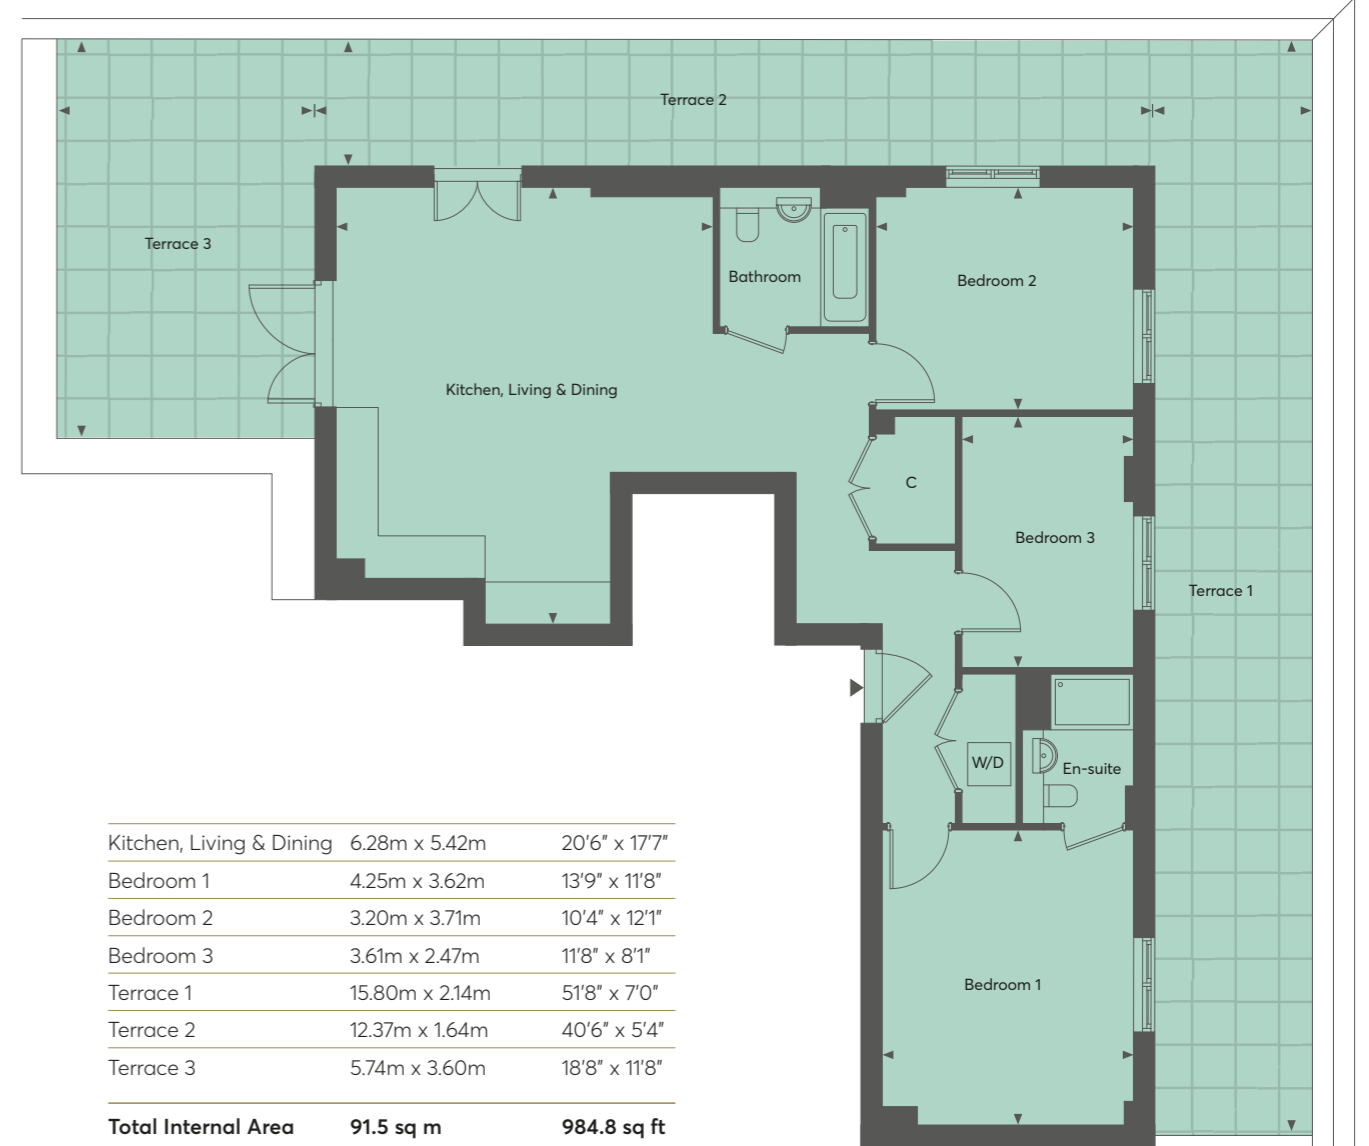 Terrace 2
Terrace 3
Bathroom
Bedroom 2
Kitchen, Living & Dining
C
Bedroom 3
Terrace 1
W/D
En-suite
Bedroom 1
Kitchen, Living & Dining 6.28m x 5.42m 20'6" x 17'7"
Bedroom 1 4.25m x 3.62m 13'9" x 11'8"
Bedroom 2 3.20m x 3.71m 10'4" x 12'1"
Bedroom 3 3.61m x 2.47m 11'8" x 8'1"
Terrace 1 15.80m x 2.14m 51'8" x 7'0"
Terrace 2 12.37m x 1.64m 40'6" x 5'4"
Terrace 3 5.74m x 3.60m 18'8" x 11'8"
Total Internal Area 91.5 sq m 984.8 sq ft